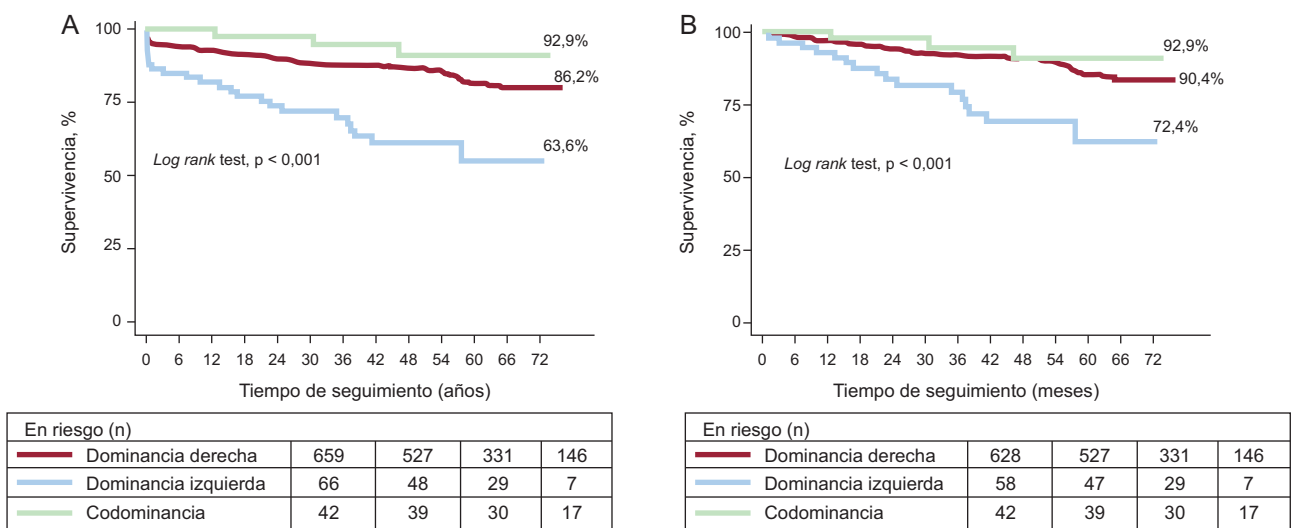 A
Supervivencia, %
100
75
50
25
0
92,9%
86,2%
63,6%
Log rank test, p < 0,001
0 6 12 18 24 30 36 42 48 54 60 66 72
Tiempo de seguimiento (años)
En riesgo (n)
Dominancia derecha 659 527 331 146
Dominancia izquierda 66 48 29 7
Codominancia 42 39 30 17
B
Supervivencia, %
100
75
50
25
0
92,9%
90,4%
72,4%
Log rank test, p < 0,001
0 6 12 18 24 30 36 42 48 54 60 66 72
Tiempo de seguimiento (meses)
En riesgo (n)
Dominancia derecha 628 527 331 146
Dominancia izquierda 58 47 29 7
Codominancia 42 39 30 17